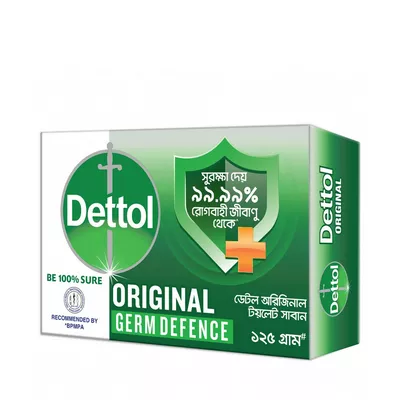 Dettol
BE 100% SURE
RECOMMENDED BY
*BPMPA
সুরক্ষা দেয়
৯৯.৯৯%
রোগবাহী জীবাণু
থেকে*
ORIGINAL
GERM DEFENCE
ডেটল অরিজিনাল
টয়লেট সাবান
১২৫ গ্রাম#
Dettol
ORIGINAL